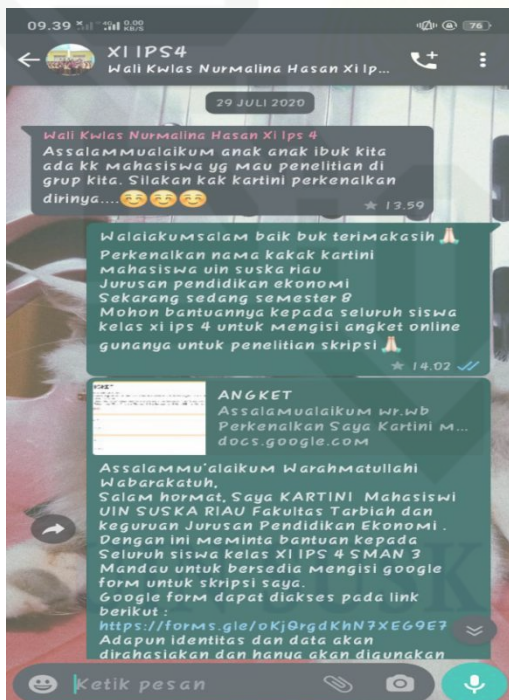 09.39 4G 0.00 KB/S 76
XI IPS4
Wali Kwlas Nurmalina Hasan Xi Ip...
29 JULI 2020
Wali Kwlas Nurmalina Hasan Xi Ips 4
Assalammualaikum anak anak ibuk kita
ada kk mahasiswa yg mau penelitian di
grup kita. Silakan kak kartini perkenalkan
dirinya....😊😊😊
★ 13.59
Walaiakumsalam baik buk terimakasih 🙏🏻
Perkenalkan nama kakak kartini
Mahasiswa uin suska riau
Jurusan pendidikan ekonomi
Sekarang sedang semester 8
Mohon bantuannya kepada seluruh siswa
kelas xi ips 4 untuk mengisi angket online
gunanya untuk penelitian skripsi 🙏🏻
★ 14.02
ANGKET
Assalamualaikum wr.wb
Perkenalkan Saya Kartini m...
docs.google.com
Assalammu'alaikum Warahmatullahi
Wabarakatuh,
Salam hormat, Saya KARTINI Mahasiswi
UIN SUSKA RIAU Fakultas Tarbiah dan
keguruan Jurusan Pendidikan Ekonomi .
Dengan ini meminta bantuan kepada
Seluruh siswa kelas XI IPS 4 SMAN 3
Mandau untuk bersedia mengisi google
form untuk skripsi saya.
Google form dapat diakses pada link
berikut :
https://forms.gle/oKjQrgdKhN7XEG9E7
Adapun identitas dan data akan
dirahasiakan dan hanya akan digunakan
Ketik pesan